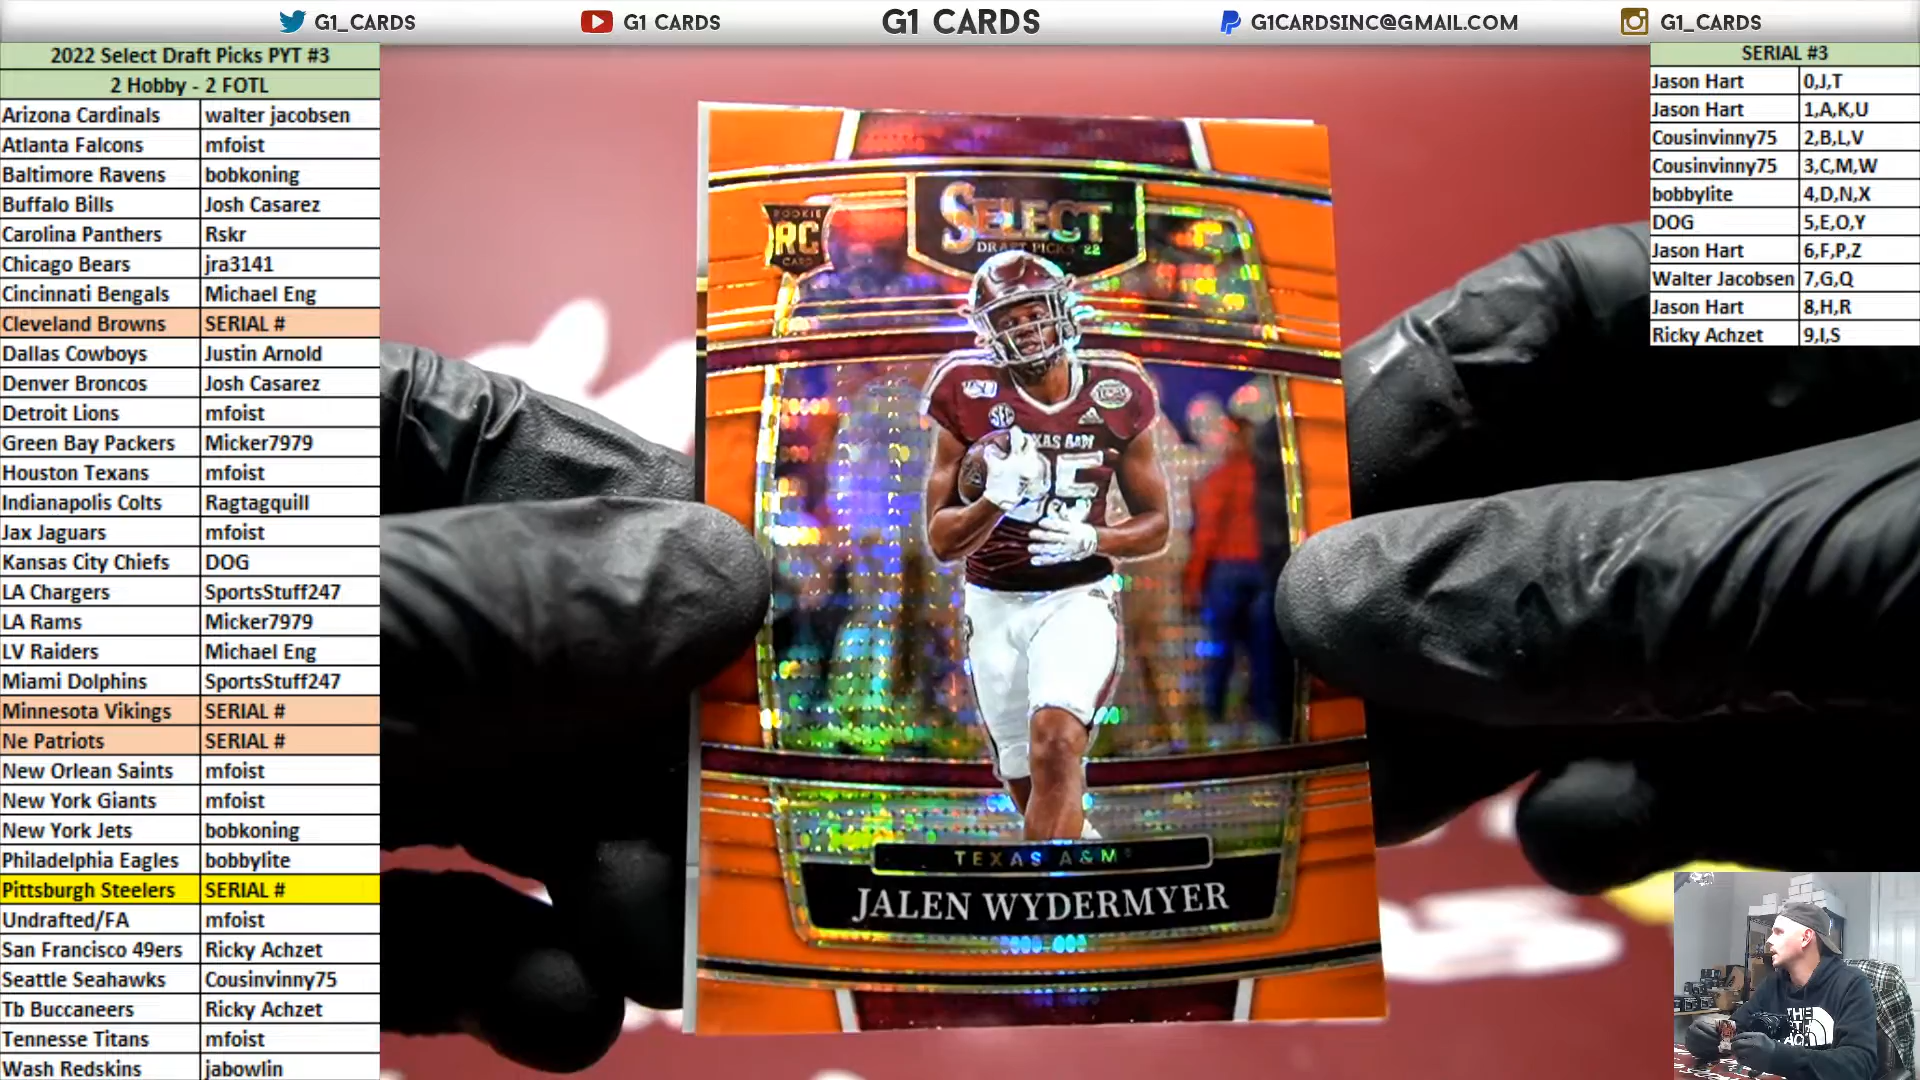 G1_CARDS G1 CARDS G1 CARDS G1CARDSINC@GMAIL.COM G1_CARDS
2022 Select Draft Picks PYT #3
2 Hobby - 2 FOTL
Arizona Cardinals walter jacobsen
Atlanta Falcons mfoist
Baltimore Ravens bobkoning
Buffalo Bills Josh Casarez
Carolina Panthers Rskr
Chicago Bears jra3141
Cincinnati Bengals Michael Eng
Cleveland Browns SERIAL #
Dallas Cowboys Justin Arnold
Denver Broncos Josh Casarez
Detroit Lions mfoist
Green Bay Packers Micker7979
Houston Texans mfoist
Indianapolis Colts Ragtagquill
Jax Jaguars mfoist
Kansas City Chiefs DOG
LA Chargers SportsStuff247
LA Rams Micker7979
LV Raiders Michael Eng
Miami Dolphins SportsStuff247
Minnesota Vikings SERIAL #
Ne Patriots SERIAL #
New Orlean Saints mfoist
New York Giants mfoist
New York Jets bobkoning
Philadelphia Eagles bobbylite
Pittsburgh Steelers SERIAL #
Undrafted/FA mfoist
San Francisco 49ers Ricky Achzet
Seattle Seahawks Cousinvinny75
Tb Buccaneers Ricky Achzet
Tennesse Titans mfoist
Wash Redskins jabowlin
ROOKIE
RC
CARD
SELECT
DRAFT PICKS '22
SEC
TEXAS A&M
JALEN WYDERMYER
SERIAL #3
Jason Hart 0,J,T
Jason Hart 1,A,K,U
Cousinvinny75 2,B,L,V
Cousinvinny75 3,C,M,W
bobbylite 4,D,N,X
DOG 5,E,O,Y
Jason Hart 6,F,P,Z
Walter Jacobsen 7,G,Q
Jason Hart 8,H,R
Ricky Achzet 9,I,S
THE